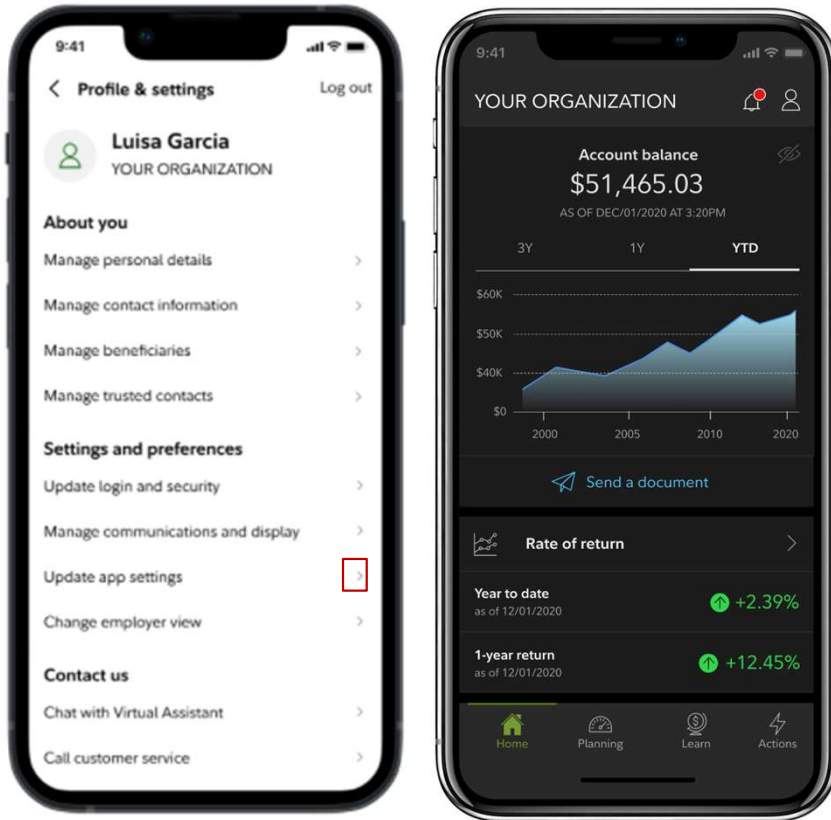 9:41
Profile & settings Log out
Luisa Garcia
YOUR ORGANIZATION
About you
Manage personal details
Manage contact information
Manage beneficiaries
Manage trusted contacts
Settings and preferences
Update login and security
Manage communications and display
Update app settings
Change employer view
Contact us
Chat with Virtual Assistant
Call customer service
9:41
YOUR ORGANIZATION
Account balance
$51,465.03
AS OF DEC/01/2020 AT 3:20PM
3Y 1Y YTD
$60K
$50K
$40K
$0
2000 2005 2010 2020
Send a document
Rate of return
Year to date
as of 12/01/2020
+2.39%
1-year return
as of 12/01/2020
+12.45%
Home Planning Learn Actions